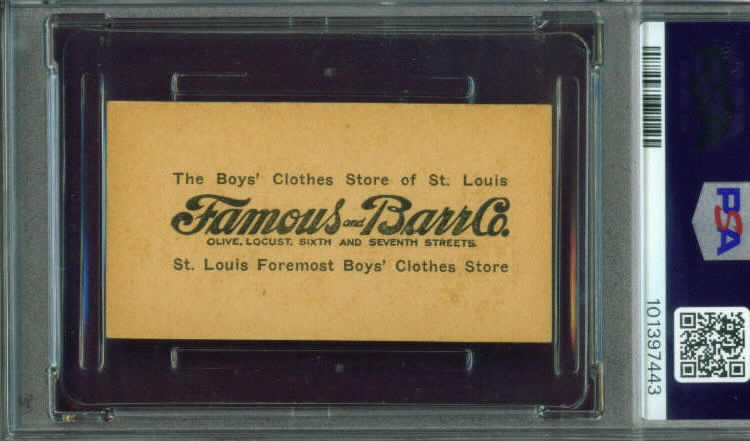 The Boys' Clothes Store of St. Louis
Famous and Barr Co.
OLIVE, LOCUST, SIXTH AND SEVENTH STREETS.
St. Louis Foremost Boys' Clothes Store
PSA
101397443